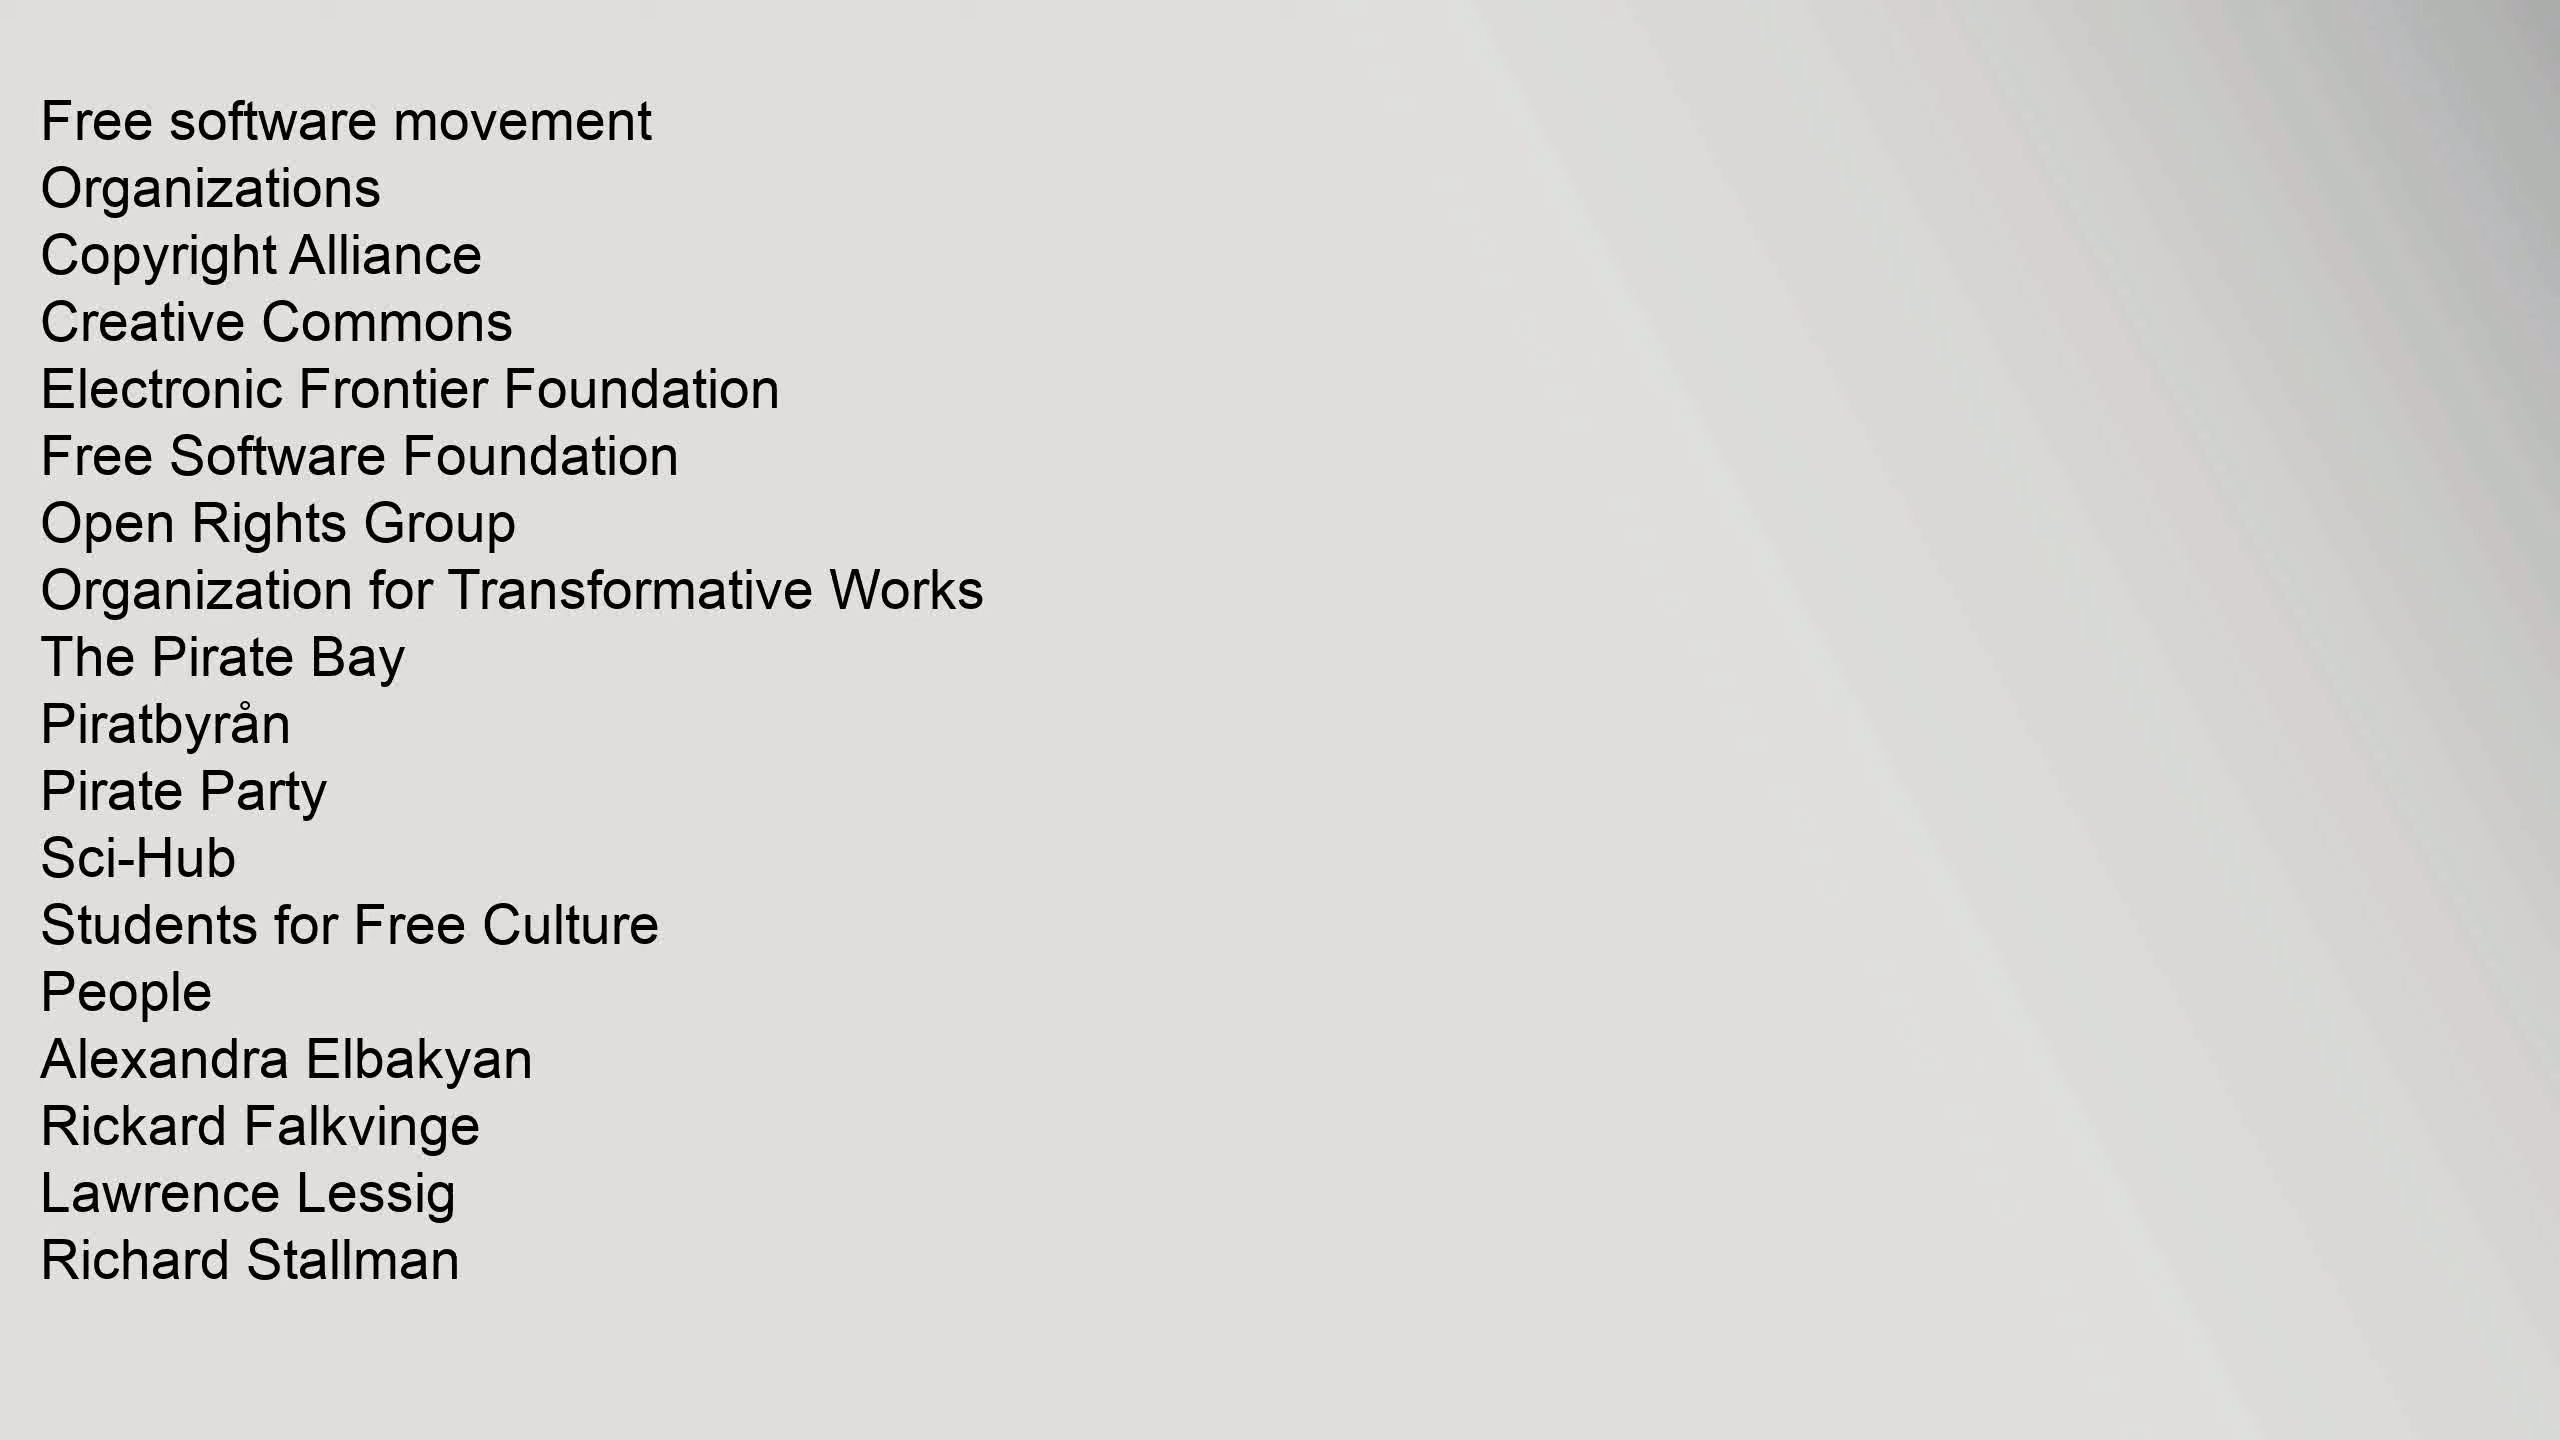 Free software movement
Organizations
Copyright Alliance
Creative Commons
Electronic Frontier Foundation
Free Software Foundation
Open Rights Group
Organization for Transformative Works
The Pirate Bay
Piratbyrån
Pirate Party
Sci-Hub
Students for Free Culture
People
Alexandra Elbakyan
Rickard Falkvinge
Lawrence Lessig
Richard Stallman